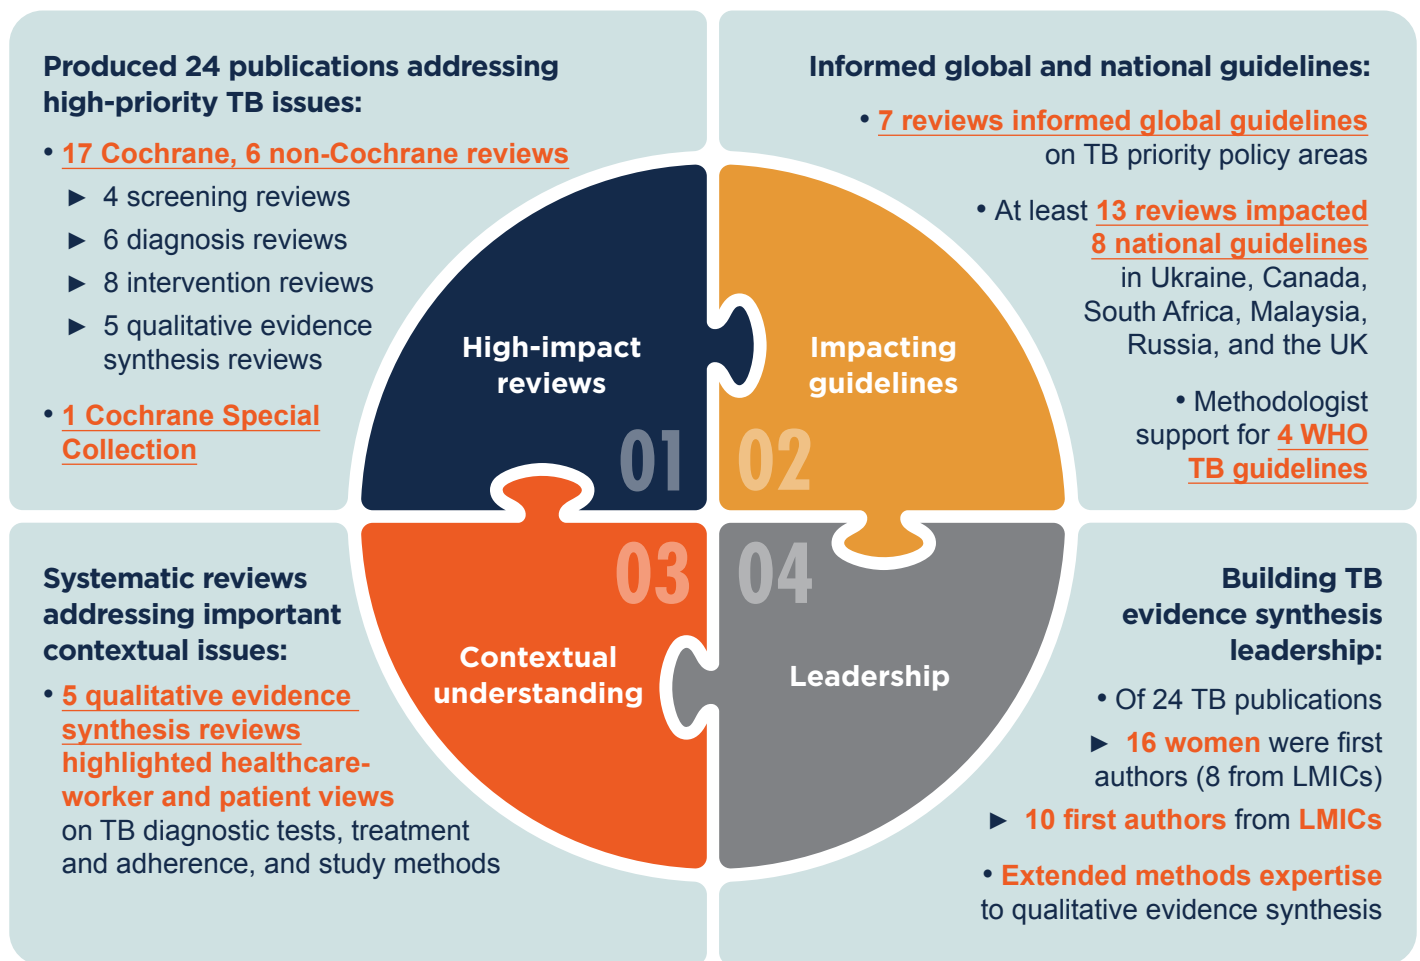 Produced 24 publications addressing
high-priority TB issues:
• 17 Cochrane, 6 non-Cochrane reviews
► 4 screening reviews
► 6 diagnosis reviews
► 8 intervention reviews
► 5 qualitative evidence
synthesis reviews
• 1 Cochrane Special
Collection
Informed global and national guidelines:
• 7 reviews informed global guidelines
on TB priority policy areas
• At least 13 reviews impacted
8 national guidelines
in Ukraine, Canada,
South Africa, Malaysia,
Russia, and the UK
• Methodologist
support for 4 WHO
TB guidelines
High-impact
reviews
01
Impacting
guidelines
02
03
Contextual
understanding
04
Leadership
Systematic reviews
addressing important
contextual issues:
• 5 qualitative evidence
synthesis reviews
highlighted healthcare-
worker and patient views
on TB diagnostic tests, treatment
and adherence, and study methods
Building TB
evidence synthesis
leadership:
• Of 24 TB publications
► 16 women were first
authors (8 from LMICs)
► 10 first authors from LMICs
• Extended methods expertise
to qualitative evidence synthesis